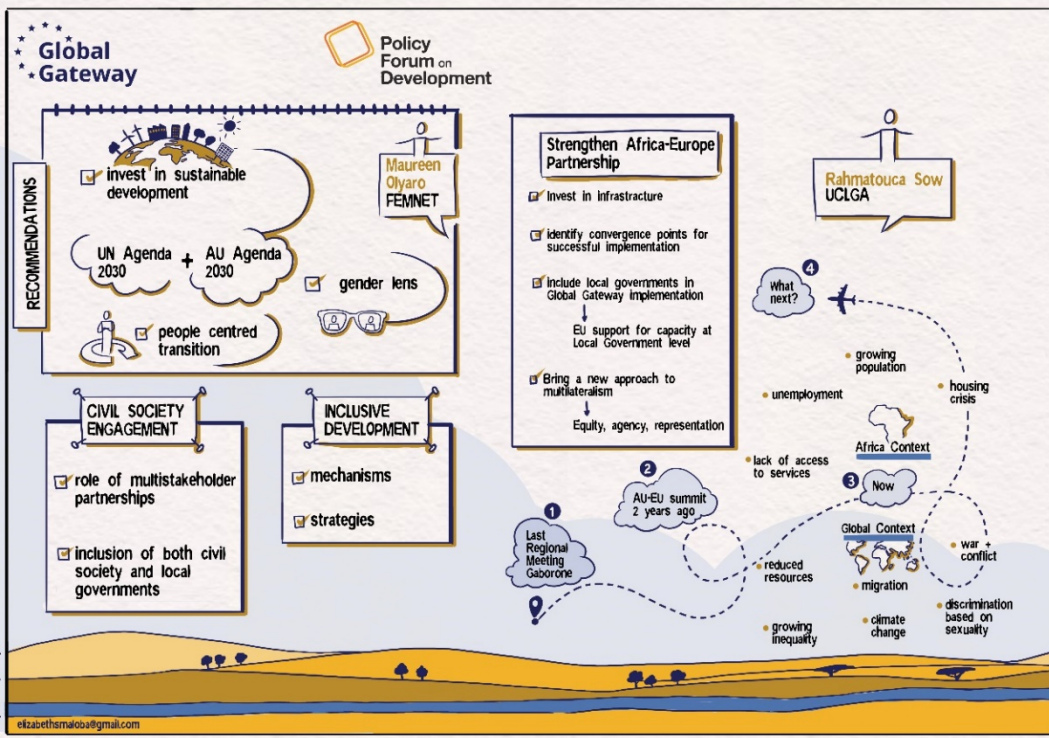 Global
Gateway
Policy
Forum on
Development
RECOMMENDATIONS
invest in sustainable
development
Maureen
Olyaro
FEMNET
UN Agenda
2030
+
AU Agenda
2030
gender lens
people centred
transition
CIVIL SOCIETY
ENGAGEMENT
role of multistakeholder
partnerships
inclusion of both civil
society and local
governments
INCLUSIVE
DEVELOPMENT
mechanisms
strategies
Strengthen Africa-Europe
Partnership
Invest in infrastructure
identify convergence points for
successful implementation
include local governments in
Global Gateway implementation
EU support for capacity at
Local Government level
Bring a new approach to
multilateralism
Equity, agency, representation
Rahmatouca Sow
UCLGA
1
Last
Regional
Meeting
Gaborone
2
AU-EU summit
2 years ago
3
Now
4
What
next?
growing
population
unemployment
housing
crisis
Africa Context
lack of access
to services
Global Context
war +
conflict
reduced
resources
migration
growing
inequality
climate
change
discrimination
based on
sexuality
elizabethsmaloba@gmail.com